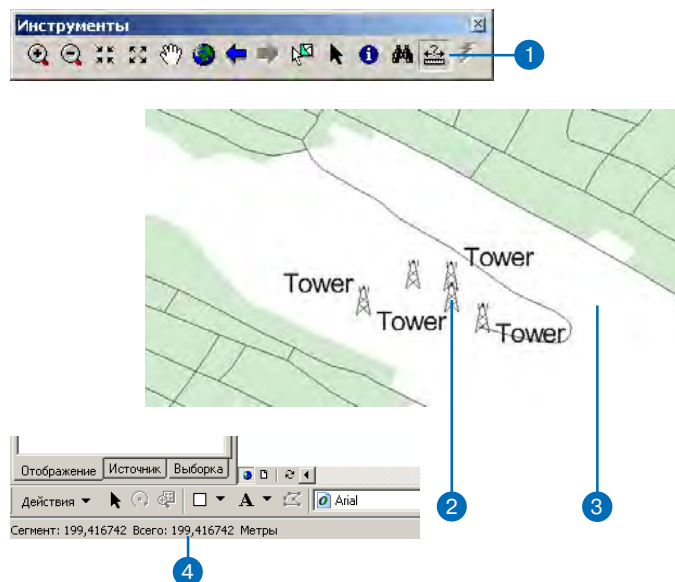 Инструменты
1
Tower
Tower
Tower
Tower
Отображение Источник Выборка
Действия A Arial
2
3
Сегмент: 199,416742 Всего: 199,416742 Метры
4